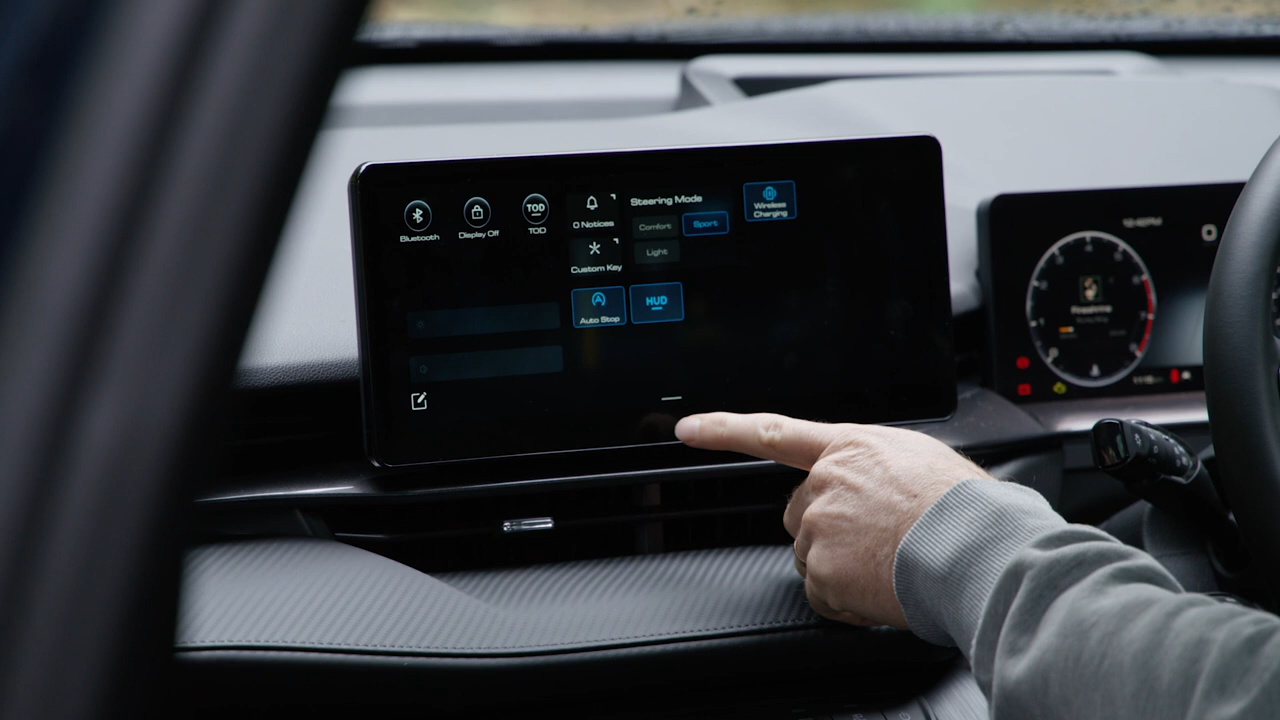 Bluetooth
Display Off
TOD
TOD
0 Notices
Custom Key
Steering Mode
Comfort
Sport
Light
Wireless
Charging
Auto Stop
HUD